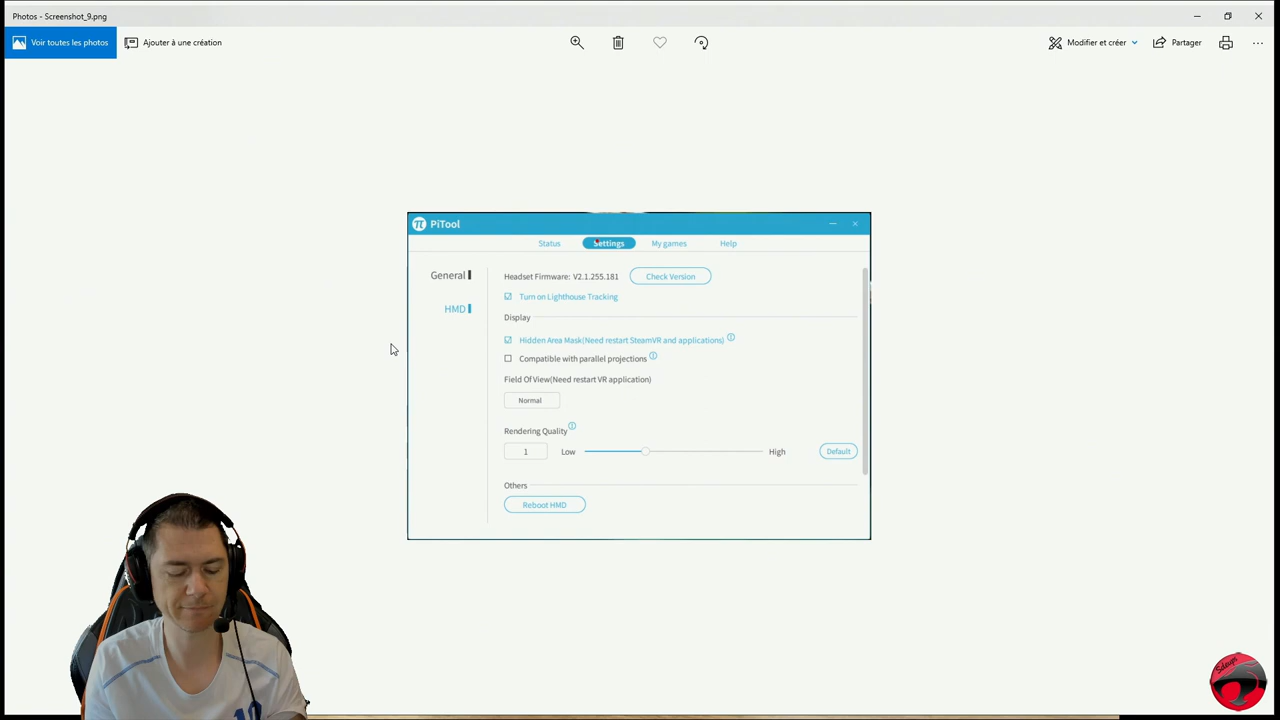 Photos - Screenshot_9.png
Voir toutes les photos
Ajouter à une création
Modifier et créer
Partager
PiTool
Status
Settings
My games
Help
General
HMD
Headset Firmware: V2.1.255.181
Check Version
Turn on Lighthouse Tracking
Display
Hidden Area Mask(Need restart SteamVR and applications)
Compatible with parallel projections
Field Of View(Need restart VR application)
Normal
Rendering Quality
1
Low
High
Default
Others
Reboot HMD
10